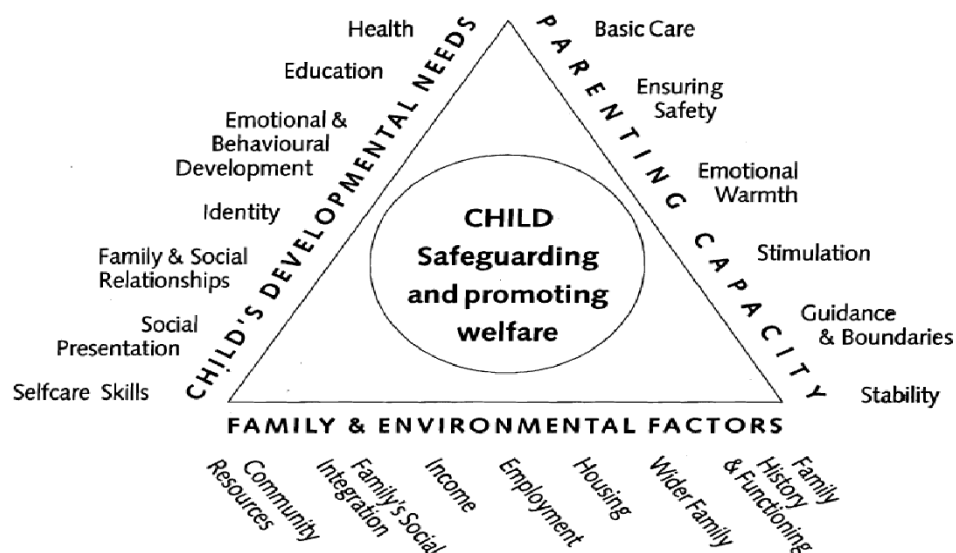 Health
Education
Emotional &
Behavioural
Development
Identity
Family & Social
Relationships
Social
Presentation
Selfcare Skills
CHILD'S DEVELOPMENTAL NEEDS
PARENTING CAPACITY
Basic Care
Ensuring
Safety
Emotional
Warmth
Stimulation
Guidance
& Boundaries
Stability
CHILD
Safeguarding
and promoting
welfare
FAMILY & ENVIRONMENTAL FACTORS
Community
Resources
Family's Social
Integration
Income
Employment
Housing
Wider Family
Family
History
& Functioning